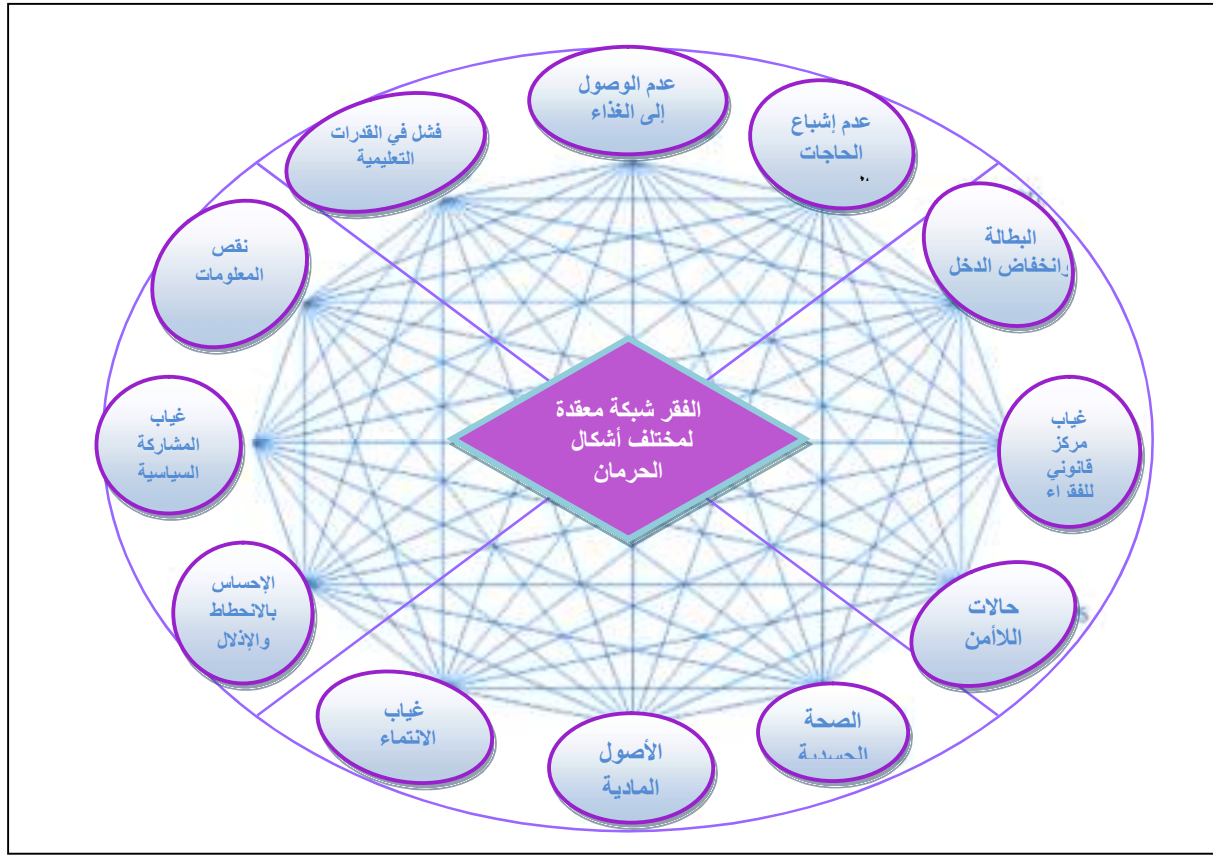 عدم الوصول
إلى الغذاء
عدم إشباع
الحاجات
البطالة
وانخفاض الدخل
غياب
مركز
قانوني
للفقراء
حالات
اللاأمن
الصحة
الجسدية
الأصول
المادية
غياب
الانتماء
الإحساس
بالانحطاط
والإذلال
غياب
المشاركة
السياسية
نقص
المعلومات
فشل في القدرات
التعليمية
الفقر شبكة معقدة
لمختلف أشكال
الحرمان